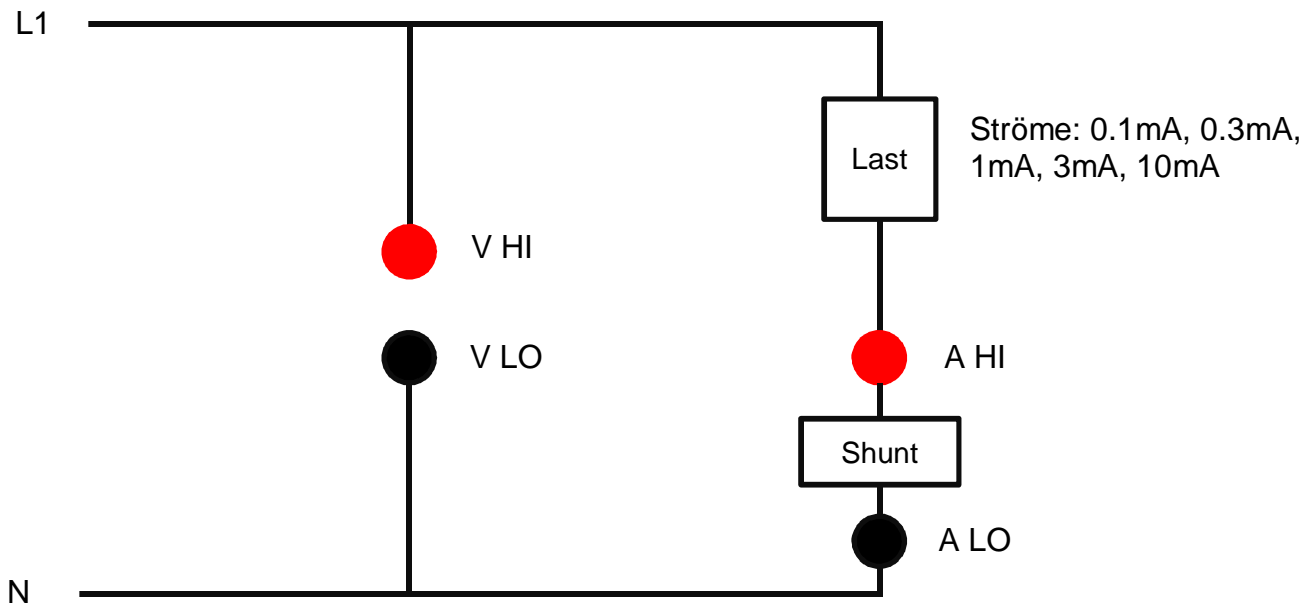 L1
Last
Ströme: 0.1mA, 0.3mA,
1mA, 3mA, 10mA
V HI
V LO
A HI
Shunt
A LO
N